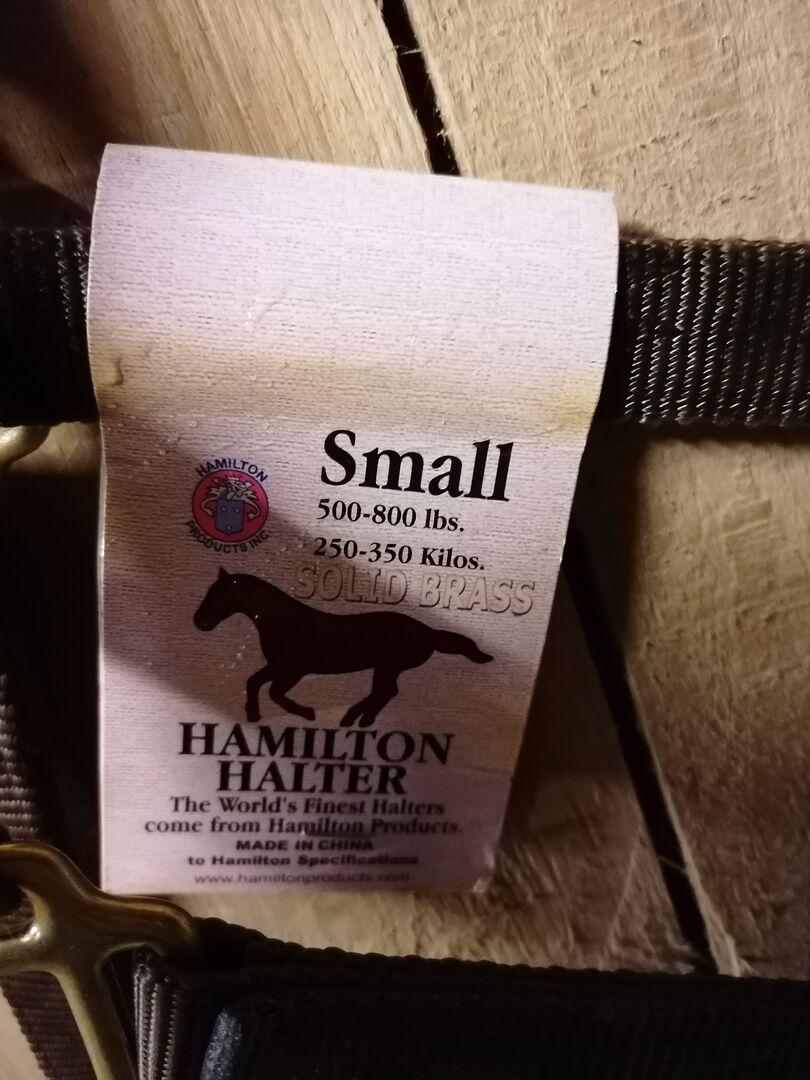 Small
500-800 lbs.
250-350 Kilos.
HAMILTON
PRODUCTS INC.
SOLID BRASS
HAMILTON
HALTER
The World's Finest Halters
come from Hamilton Products.
MADE IN CHINA
to Hamilton Specifications
www.hamiltonproducts.com